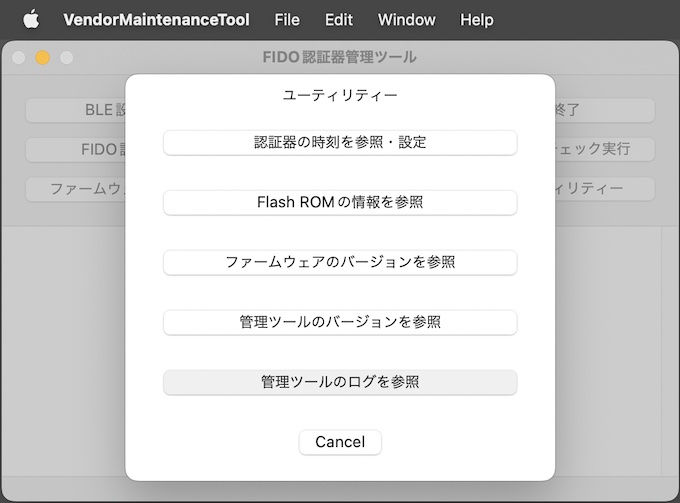 VendorMaintenanceTool File Edit Window Help
FIDO 認証器管理ツール
ユーティリティー
BLE 設
終了
認証器の時刻を参照・設定
FIDO 認
チェック実行
Flash ROM の情報を参照
ファームウ
ィリティー
ファームウェアのバージョンを参照
管理ツールのバージョンを参照
管理ツールのログを参照
Cancel